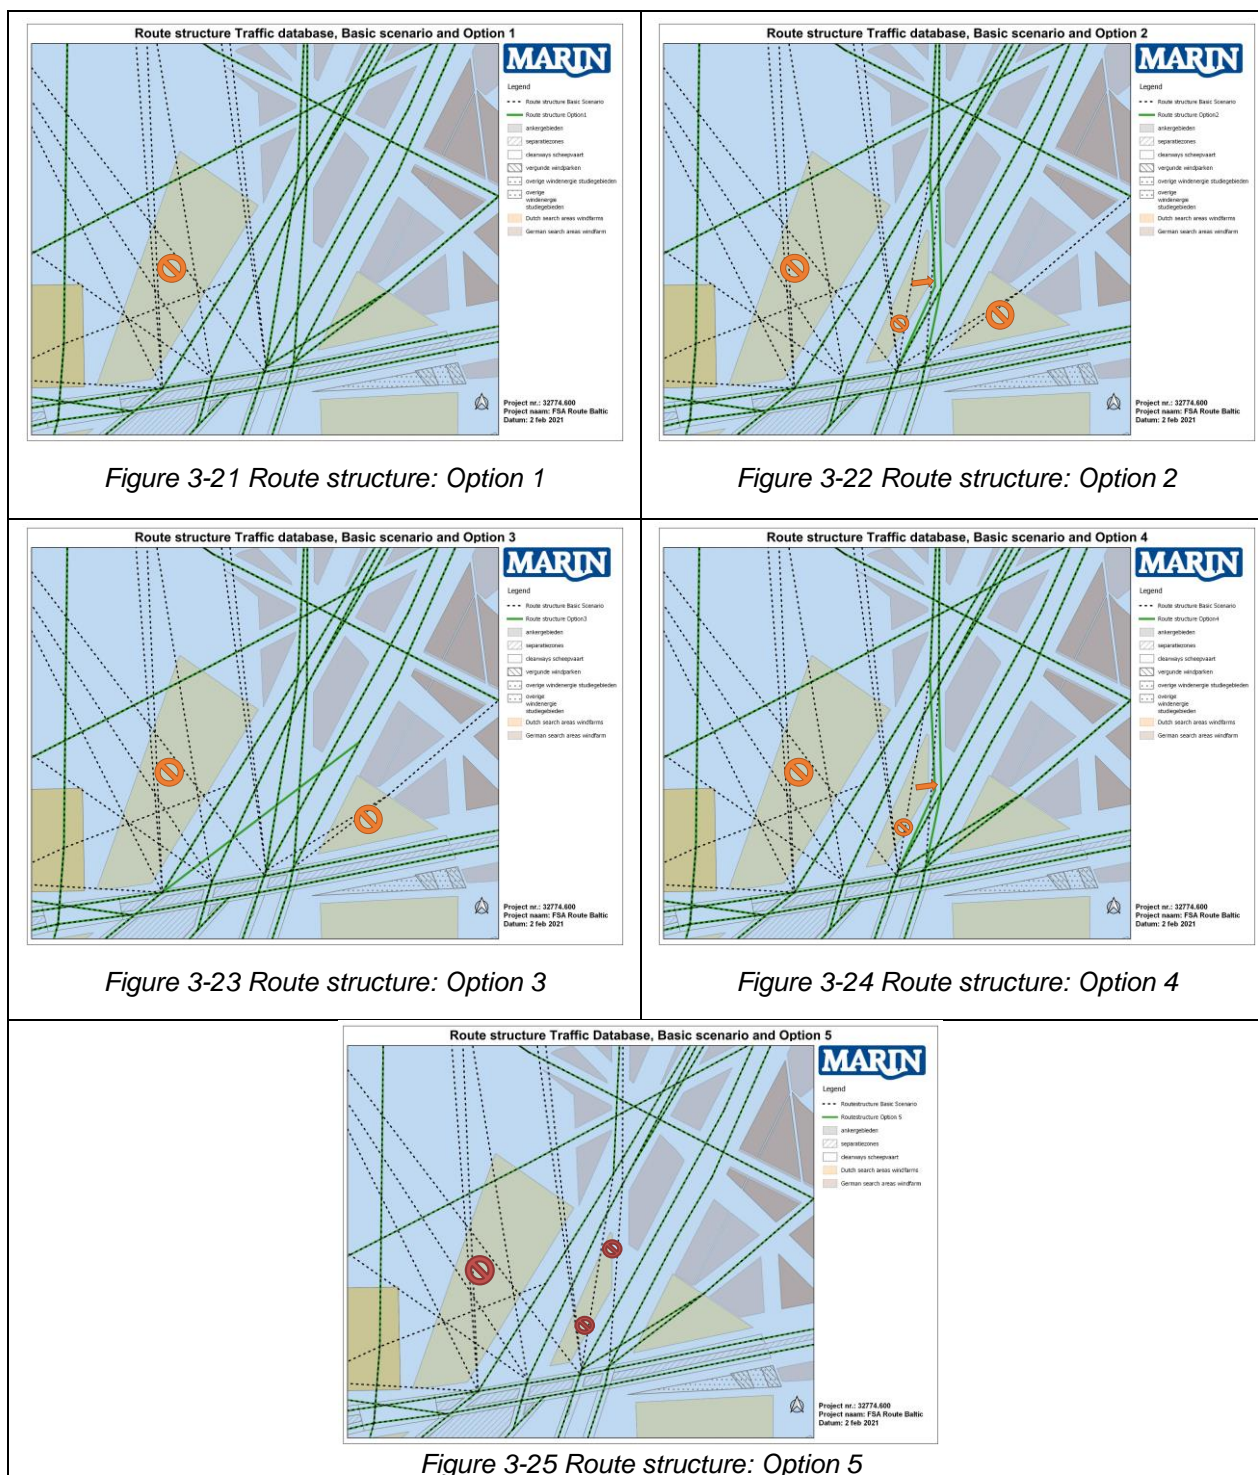 Route structure Traffic database, Basic scenario and Option 1
MARIN
Legend
Route structure Basic Scenario
Route structure Option1
ankergebieden
separatiezones
clearways scheepvaart
vergunde windparken
overige windenergie studiegebieden
overige
windenergie
studiegebieden
Dutch search areas windfarms
German search areas windfarm
Project nr.: 32774.600
Project naam: FSA Route Baltic
Datum: 2 feb 2021
Figure 3-21 Route structure: Option 1
Route structure Traffic database, Basic scenario and Option 2
MARIN
Legend
Route structure Basic Scenario
Route structure Option2
ankergebieden
separatiezones
clearways scheepvaart
vergunde windparken
overige windenergie studiegebieden
overige
windenergie
studiegebieden
Dutch search areas windfarms
German search areas windfarm
Project nr.: 32774.600
Project naam: FSA Route Baltic
Datum: 2 feb 2021
Figure 3-22 Route structure: Option 2
Route structure Traffic database, Basic scenario and Option 3
MARIN
Legend
Route structure Basic Scenario
Route structure Option3
ankergebieden
separatiezones
clearways scheepvaart
vergunde windparken
overige windenergie studiegebieden
overige
windenergie
studiegebieden
Dutch search areas windfarms
German search areas windfarm
Project nr.: 32774.600
Project naam: FSA Route Baltic
Datum: 2 feb 2021
Figure 3-23 Route structure: Option 3
Route structure Traffic database, Basic scenario and Option 4
MARIN
Legend
Route structure Basic Scenario
Route structure Option4
ankergebieden
separatiezones
clearways scheepvaart
vergunde windparken
overige windenergie studiegebieden
overige
windenergie
studiegebieden
Dutch search areas windfarms
German search areas windfarm
Project nr.: 32774.600
Project naam: FSA Route Baltic
Datum: 2 feb 2021
Figure 3-24 Route structure: Option 4
Route structure Traffic Database, Basic scenario and Option 5
MARIN
Legend
Routestructure Basic Scenario
Routestructure Option 5
ankergebieden
separatiezones
clearways scheepvaart
Dutch search areas windfarms
German search areas windfarm
Project nr.: 32774.600
Project naam: FSA Route Baltic
Datum: 2 feb 2021
Figure 3-25 Route structure: Option 5